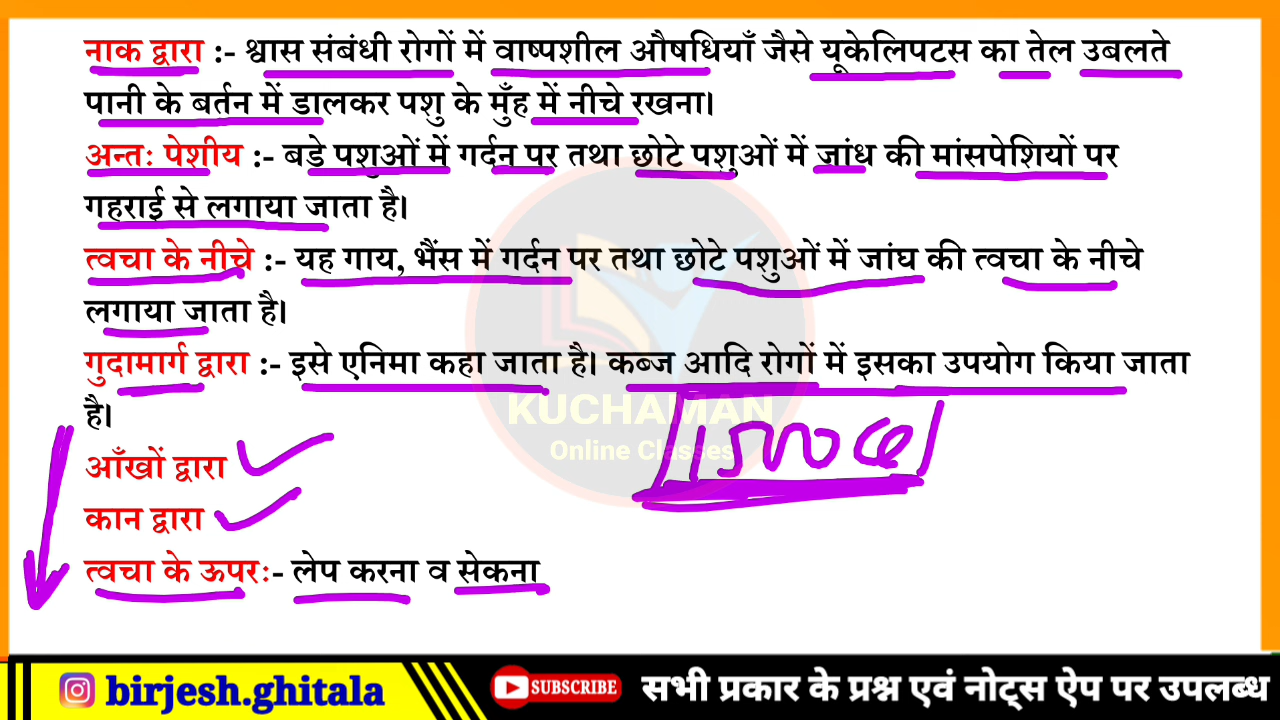 नाक द्वारा :- श्वास संबंधी रोगों में वाष्पशील औषधियाँ जैसे यूकेलिपटस का तेल उबलते
पानी के बर्तन में डालकर पशु के मुँह में नीचे रखना।
अन्तः पेशीय :- बडे पशुओं में गर्दन पर तथा छोटे पशुओं में जांध की मांसपेशियों पर
गहराई से लगाया जाता है।
त्वचा के नीचे :- यह गाय, भैंस में गर्दन पर तथा छोटे पशुओं में जांघ की त्वचा के नीचे
लगाया जाता है।
गुदामार्ग द्वारा :- इसे एनिमा कहा जाता है। कब्ज आदि रोगों में इसका उपयोग किया जाता
है।
KUCHAMAN
Online Classes
आँखों द्वारा
कान द्वारा
त्वचा के ऊपरः- लेप करना व सेकना
birjesh.ghitala
SUBSCRIBE
सभी प्रकार के प्रश्न एवं नोट्स ऐप पर उपलब्ध